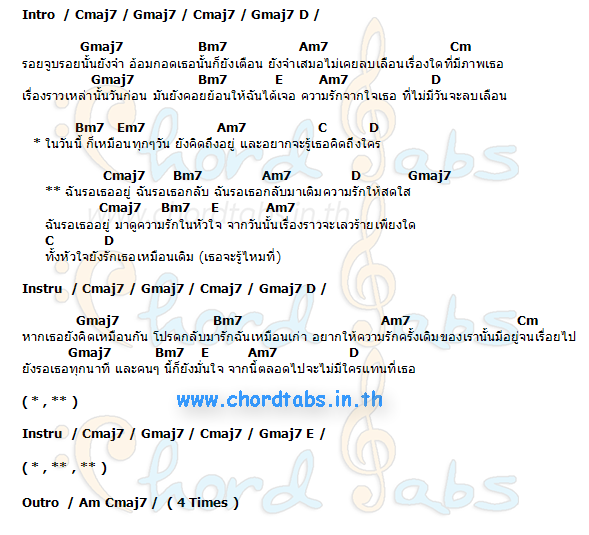 Intro / Cmaj7 / Gmaj7 / Cmaj7 / Gmaj7 D /
Gmaj7 Bm7 Am7 Cm
รอยจูบรอยนั้นยังจำ อ้อมกอดเธอนั้นก็ยังเตือน ยังจำเสมอไม่เคยลบเลือนเรื่องใดที่มีภาพเธอ
Gmaj7 Bm7 E Am7 D
เรื่องราวเหล่านั้นวันก่อน มันยังคอยย้อนให้ฉันได้เจอ ความรักจากใจเธอ ที่ไม่มีวันจะลบเลือน
Bm7 Em7 Am7 C D
* ในวันนี้ ก็เหมือนทุกๆวัน ยังคิดถึงอยู่ และอยากจะรู้เธอคิดถึงใคร
Cmaj7 Bm7 Am7 D Gmaj7
** ฉันรอเธออยู่ ฉันรอเธอกลับ ฉันรอเธอกลับมาเติมความรักให้สดใส
Cmaj7 Bm7 E Am7
ฉันรอเธออยู่ มาดูความรักในหัวใจ จากวันนั้นเรื่องราวจะเลวร้ายเพียงใด
C D
ทั้งหัวใจยังรักเธอเหมือนเดิม (เธอจะรู้ไหมที่)
Instru / Cmaj7 / Gmaj7 / Cmaj7 / Gmaj7 D /
Gmaj7 Bm7 Am7 Cm
หากเธอยังคิดเหมือนกัน โปรดกลับมารักฉันเหมือนเก่า อยากให้ความรักครั้งเดิมของเรานั้นมีอยู่จนเรื่อยไป
Gmaj7 Bm7 E Am7 D
ยังรอเธอทุกนาที และคนๆ นี้ก็ยังมั่นใจ จากนี้ตลอดไปจะไม่มีใครแทนที่เธอ
( * , ** )
www.chordtabs.in.th
Instru / Cmaj7 / Gmaj7 / Cmaj7 / Gmaj7 E /
( * , ** , ** )
Outro / Am Cmaj7 / ( 4 Times )